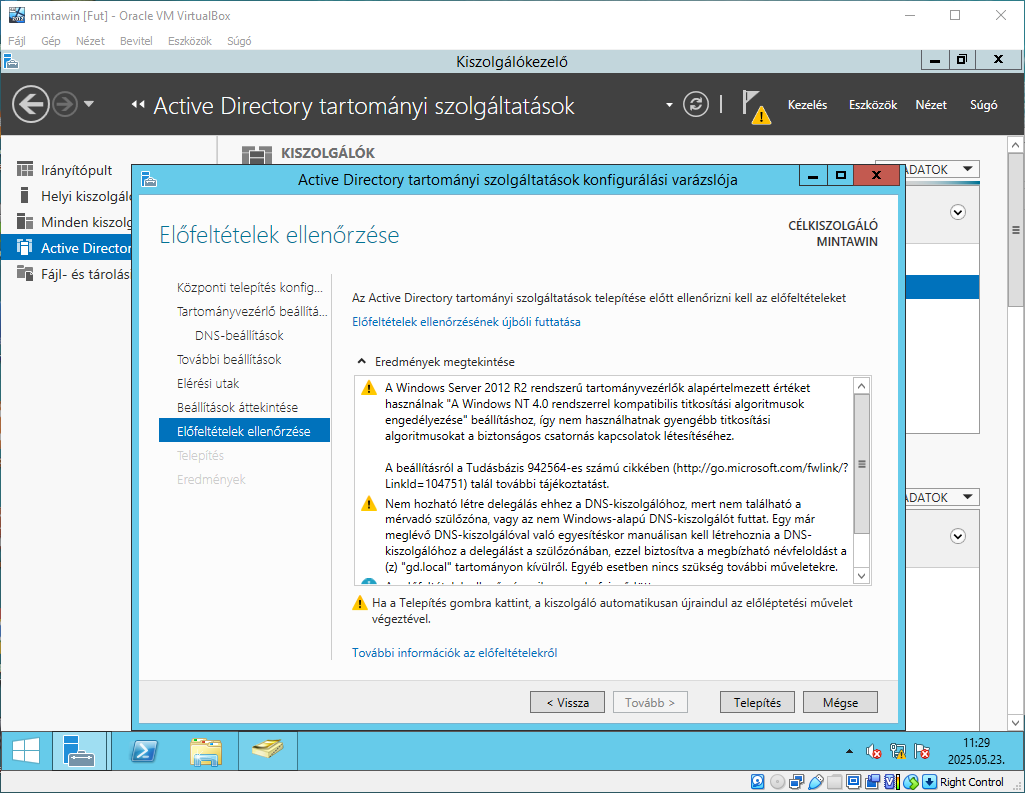 mintawin [Fut] - Oracle VM VirtualBox
Fájl Gép Nézet Bevitel Eszközök Súgó
Kiszolgálókezelő
Active Directory tartományi szolgáltatások
Kezelés Eszközök Nézet Súgó
Irányítópult
Helyi kiszolgáló
Minden kiszolg
Active Director
Fájl- és tárolás
KISZOLGÁLÓK
ADATOK
ADATOK
Active Directory tartományi szolgáltatások konfigurálási varázslója
Előfeltételek ellenőrzése
CÉLKISZOLGÁLÓ
MINTAWIN
Központi telepítés konfig...
Tartományvezérlő beállítá...
DNS-beállítások
További beállítások
Elérési utak
Beállítások áttekintése
Előfeltételek ellenőrzése
Telepítés
Eredmények
Az Active Directory tartományi szolgáltatások telepítése előtt ellenőrizni kell az előfeltételeket
Előfeltételek ellenőrzésének újbóli futtatása
Eredmények megtekintése
A Windows Server 2012 R2 rendszerű tartományvezérlők alapértelmezett értéket
használnak "A Windows NT 4.0 rendszerrel kompatibilis titkosítási algoritmusok
engedélyezése" beállításhoz, így nem használhatnak gyengébb titkosítási
algoritmusokat a biztonságos csatornás kapcsolatok létesítéséhez.
A beállításról a Tudásbázis 942564-es számú cikkében (http://go.microsoft.com/fwlink/?
LinkId=104751) talál további tájékoztatást.
Nem hozható létre delegálás ehhez a DNS-kiszolgálóhoz, mert nem található a
mérvadó szülőzóna, vagy az nem Windows-alapú DNS-kiszolgálót futtat. Egy már
meglévő DNS-kiszolgálóval való egyesítéskor manuálisan kell létrehoznia a DNS-
kiszolgálóhoz a delegálást a szülőzónában, ezzel biztosítva a megbízható névfeloldást a
(z) "gd.local" tartományon kívülről. Egyéb esetben nincs szükség további műveletekre.
Ha a Telepítés gombra kattint, a kiszolgáló automatikusan újraindul az előléptetési művelet
végeztével.
További információk az előfeltételekről
< Vissza Tovább > Telepítés Mégse
11:29
2025.05.23.
Right Control